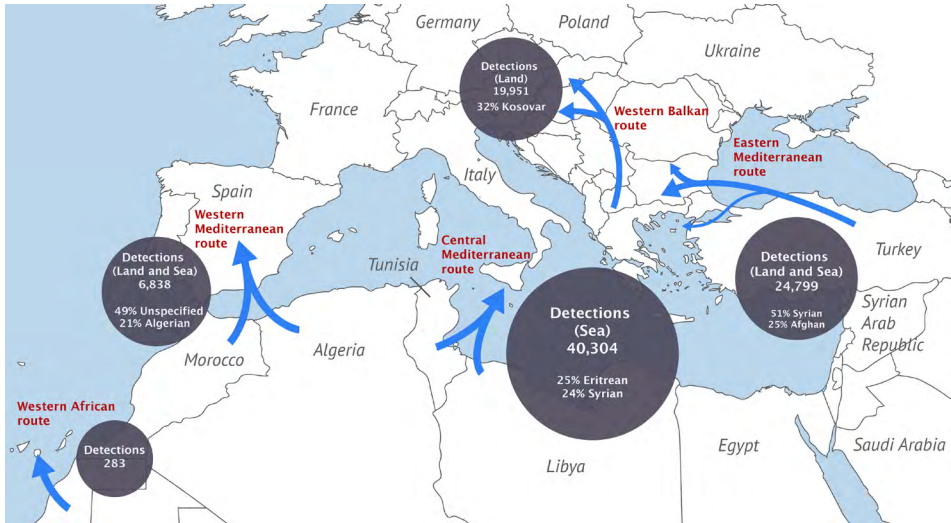 Germany
Poland
Ukraine
Detections
(Land)
19,951
32% Kosovar
France
Western Balkan
route
Eastern
Mediterranean
route
Italy
Spain
Western
Mediterranean
route
Central
Mediterranean
route
Turkey
Detections
(Land and Sea)
6,838
49% Unspecified
21% Algerian
Tunisia
Detections
(Land and Sea)
24,799
51% Syrian
25% Afghan
Syrian
Arab
Republic
Detections
(Sea)
40,304
25% Eritrean
24% Syrian
Morocco
Algeria
Western African
route
Detections
283
Libya
Egypt
Saudi Arabia